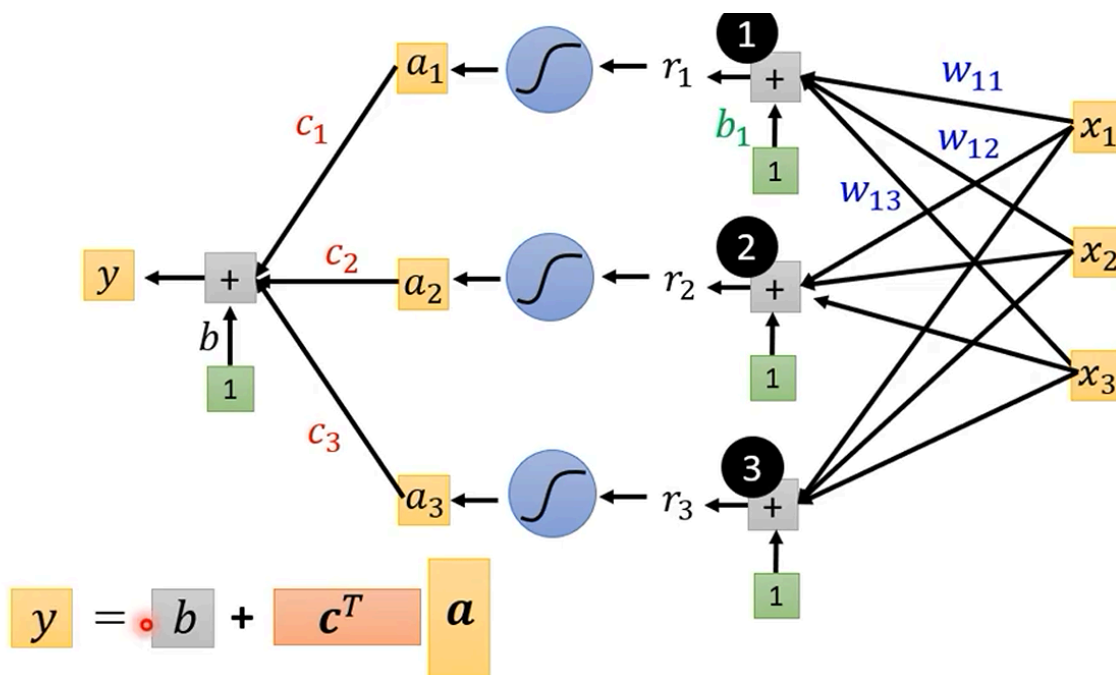 1
a₁ r₁ + w₁₁
c₁ b₁ w₁₂ x₁
1 w₁₃
2
y + c₂ a₂ r₂ + x₂
b
1 1 x₃
c₃ 3
a₃ r₃ +
1
y = b + cᵀ a